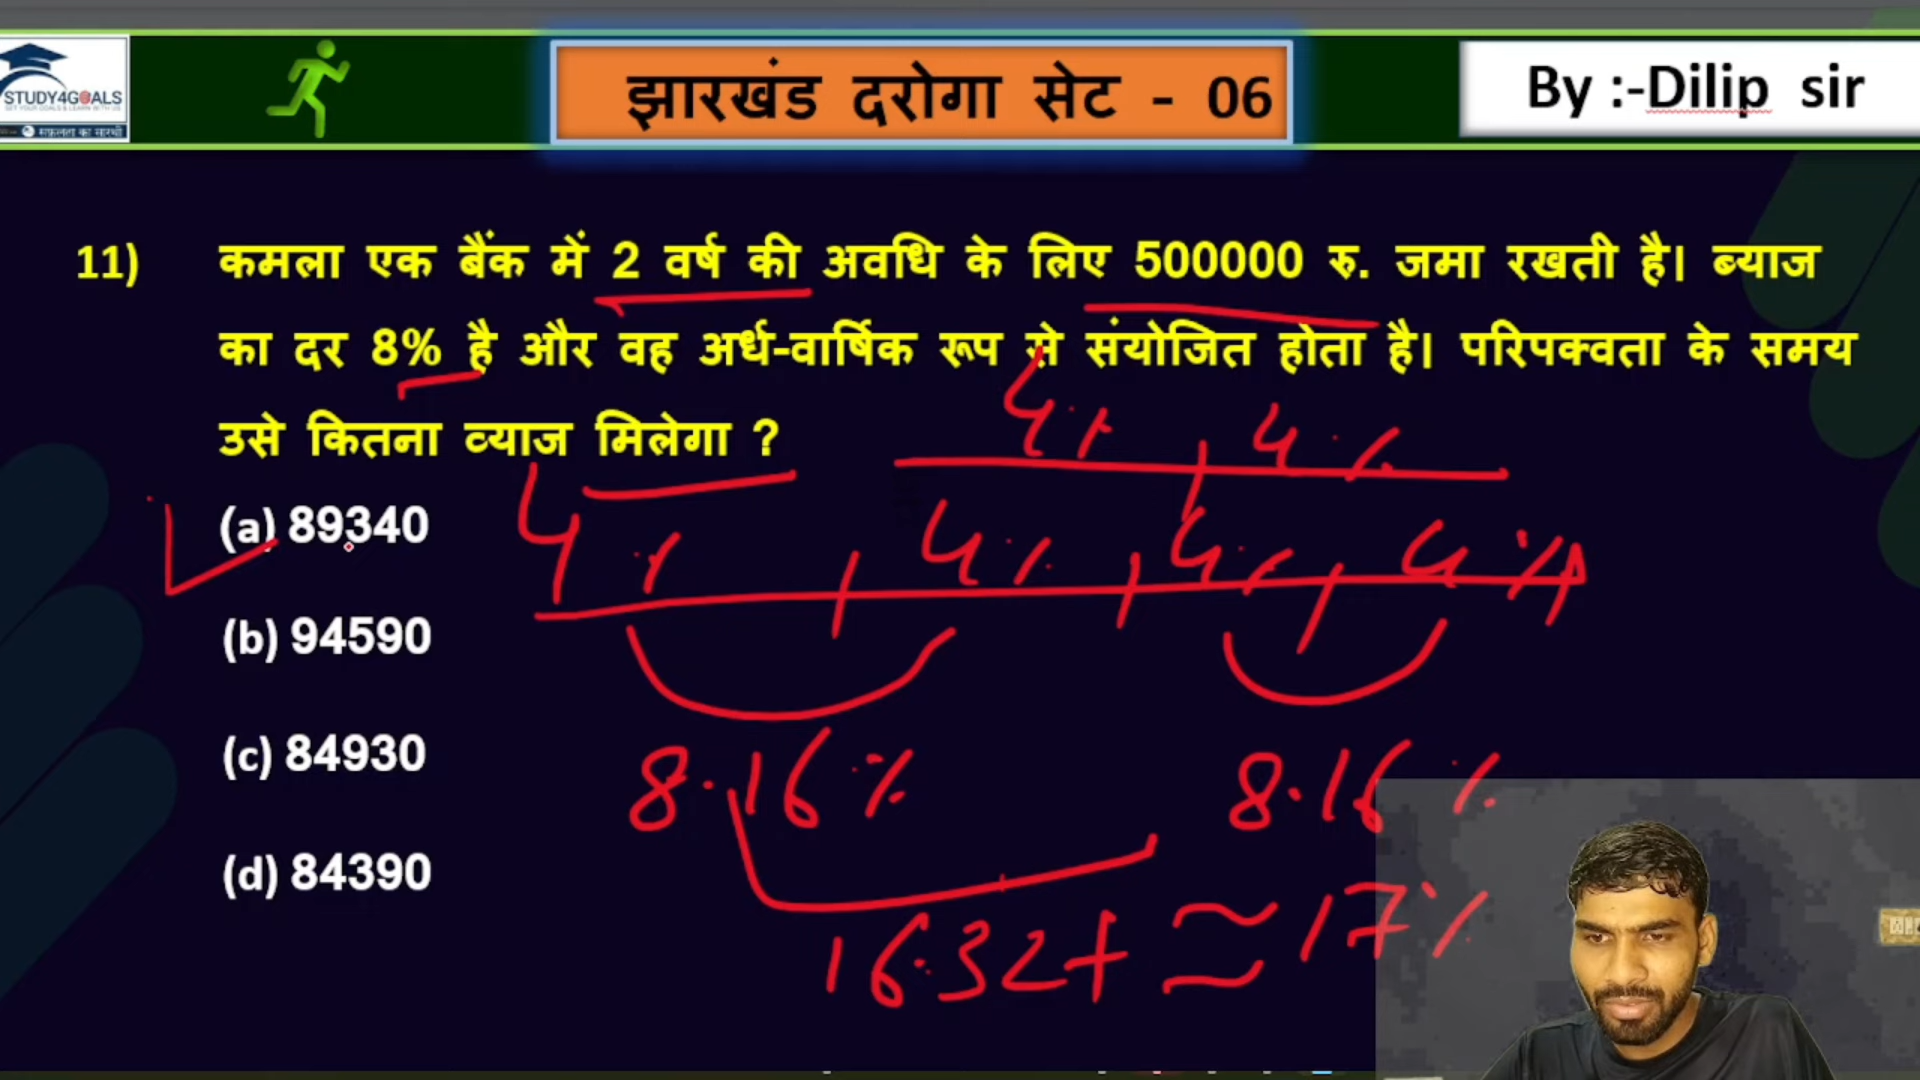 झारखंड दरोगा सेट - 06
By :-Dilip sir
STUDY4GOALS
सफलता का सारथी
11) कमला एक बैंक में 2 वर्ष की अवधि के लिए 500000 रु. जमा रखती है। ब्याज
का दर 8% है और वह अर्ध-वार्षिक रूप से संयोजित होता है। परिपक्वता के समय
उसे कितना व्याज मिलेगा ?
4% 4%
(a) 89340
4% 4% 4% 4%
(b) 94590
(c) 84930
8.16% 8.16%
(d) 84390
16.32+ ≈ 17%